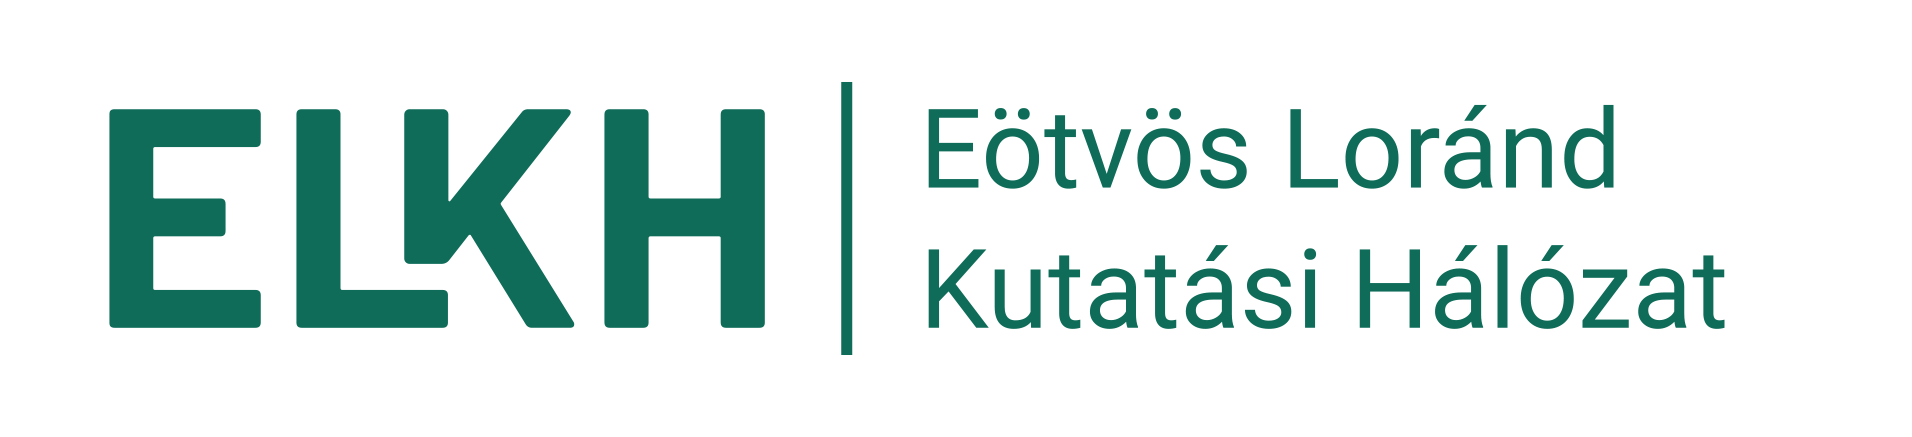 ELKH
Eötvös Loránd
Kutatási Hálózat